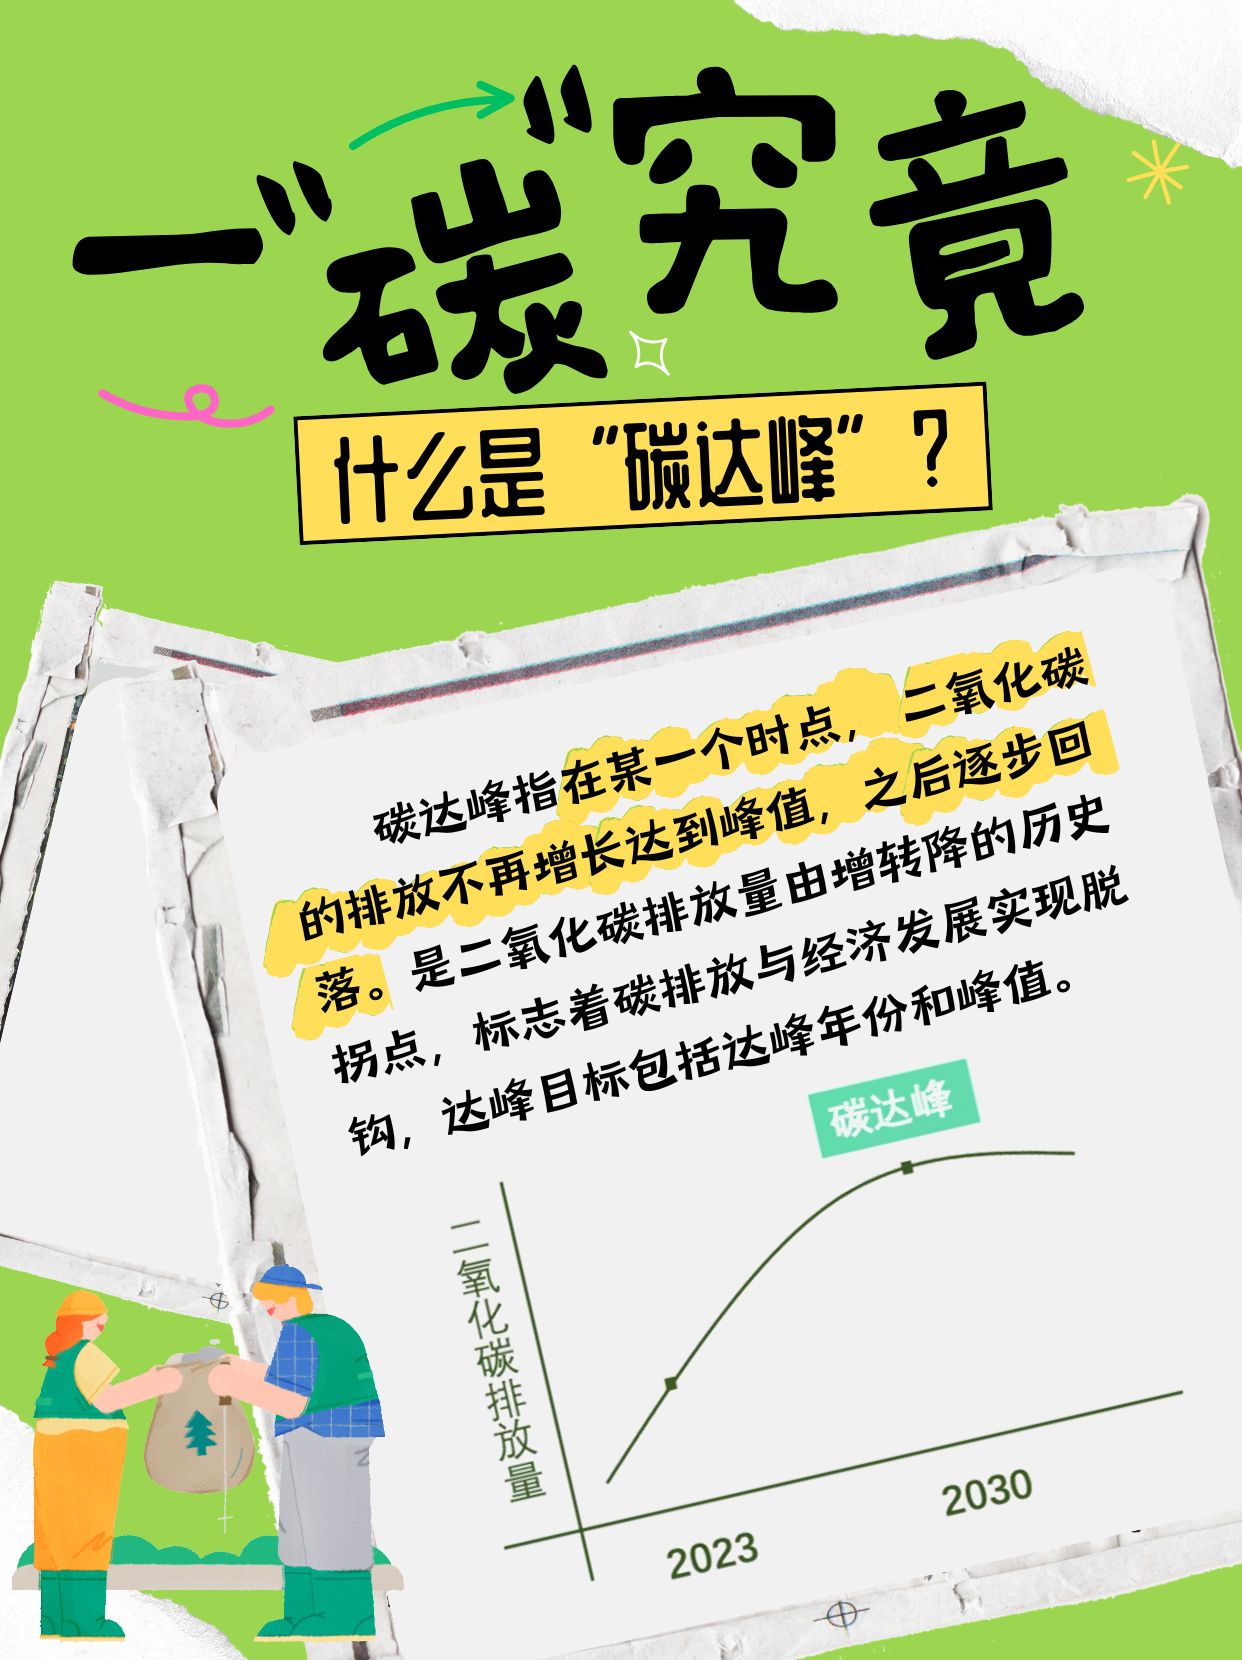 一“碳”究竟
什么是“碳达峰”？
碳达峰指在某一个时点，二氧化碳
的排放不再增长达到峰值，之后逐步回
落。是二氧化碳排放量由增转降的历史
拐点，标志着碳排放与经济发展实现脱
钩，达峰目标包括达峰年份和峰值。
碳达峰
二氧化碳排放量
2023
2030